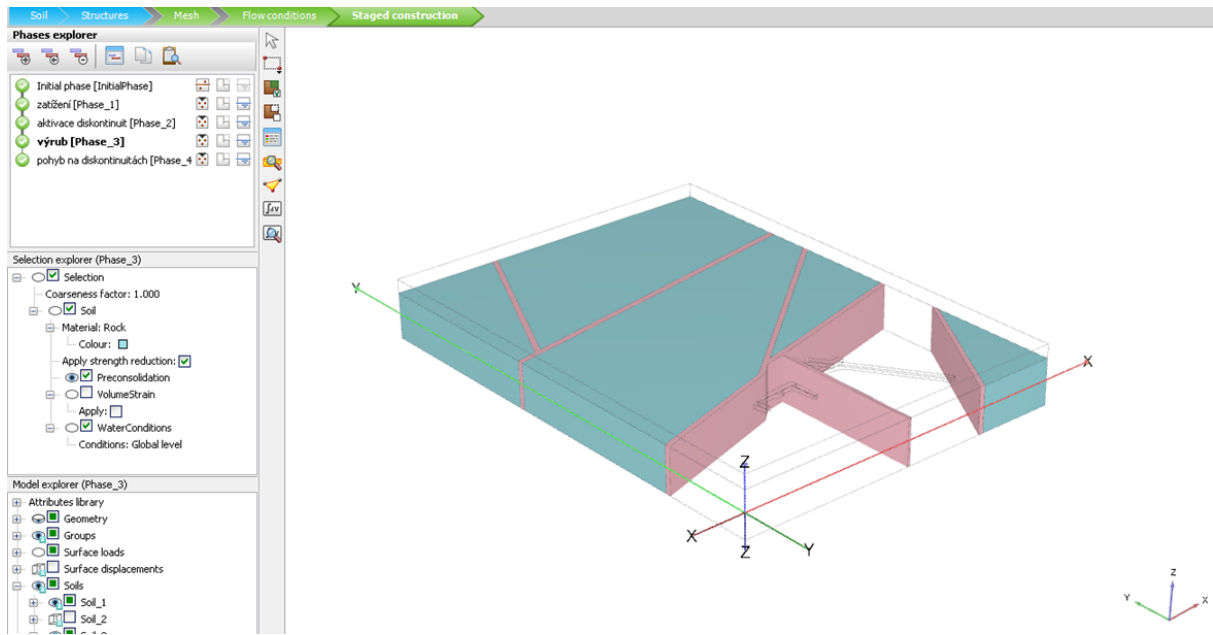 Soil Structures Mesh Flow conditions Staged construction
Phases explorer
Initial phase [InitialPhase]
zatížení [Phase_1]
aktivace diskontinuit [Phase_2]
výrub [Phase_3]
pohyb na diskontinuitách [Phase_4
Selection explorer (Phase_3)
Selection
Coarseness factor: 1.000
Soil
Material: Rock
Colour:
Apply strength reduction:
Preconsolidation
VolumeStrain
Apply:
WaterConditions
Conditions: Global level
Model explorer (Phase_3)
Attributes library
Geometry
Groups
Surface loads
Surface displacements
Soils
Soil_1
Soil_2
∫dV
Y
X
Z
X
Y
Z
Z
Y
X